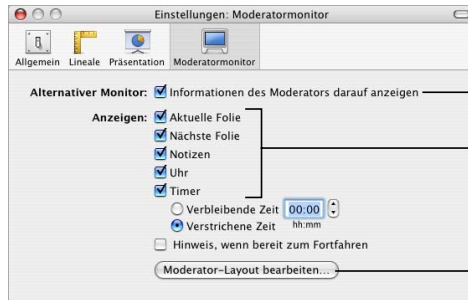 Einstellungen: Moderatormonitor
Allgemein Lineale Präsentation Moderatormonitor
Alternativer Monitor: Informationen des Moderators darauf anzeigen
Anzeigen: Aktuelle Folie
Nächste Folie
Notizen
Uhr
Timer
Verbleibende Zeit 00:00
Verstrichene Zeit hh:mm
Hinweis, wenn bereit zum Fortfahren
Moderator-Layout bearbeiten...